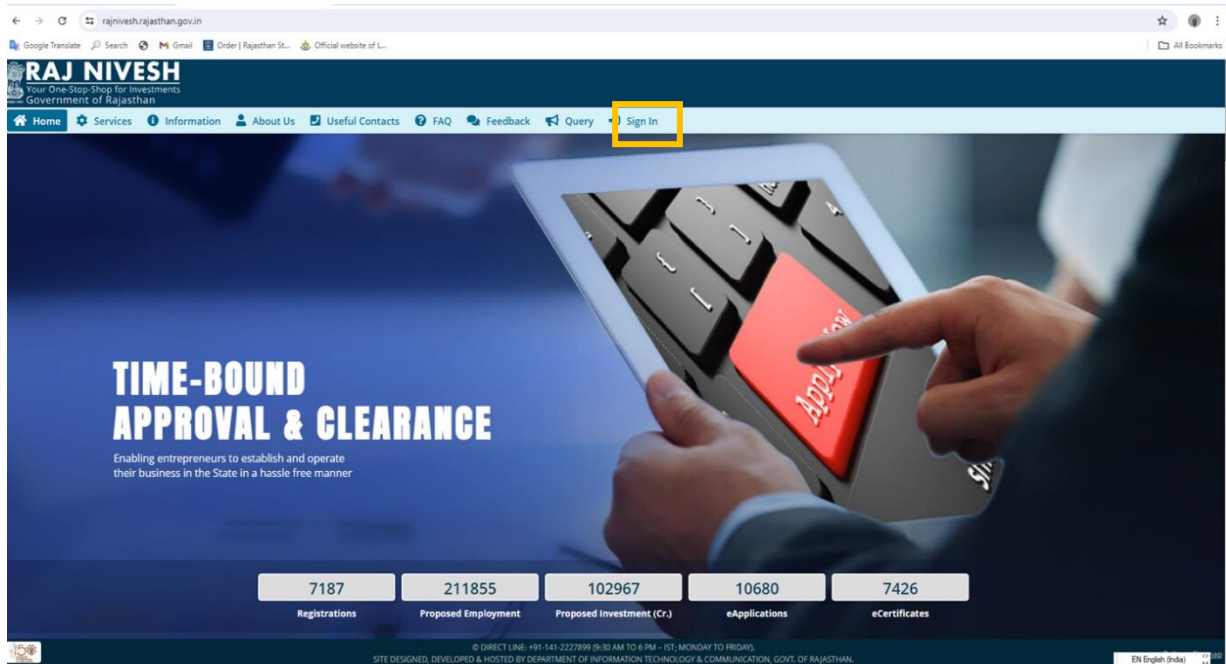 rajnivesh.rajasthan.gov.in
Google Translate Search Gmail Order | Rajasthan St... Official website of L... All Bookmarks
RAJ NIVESH
Your One-Stop-Shop for Investments
Government of Rajasthan
Home Services Information About Us Useful Contacts FAQ Feedback Query Sign In
Apply Now
Shift
TIME-BOUND
APPROVAL & CLEARANCE
Enabling entrepreneurs to establish and operate
their business in the State in a hassle free manner
7187 211855 102967 10680 7426
Registrations Proposed Employment Proposed Investment (Cr.) eApplications eCertificates
© DIRECT LINE: +91-141-2227899 (9:30 AM TO 6 PM – IST; MONDAY TO FRIDAY).
SITE DESIGNED, DEVELOPED & HOSTED BY DEPARTMENT OF INFORMATION TECHNOLOGY & COMMUNICATION, GOVT. OF RAJASTHAN.
EN English (India)